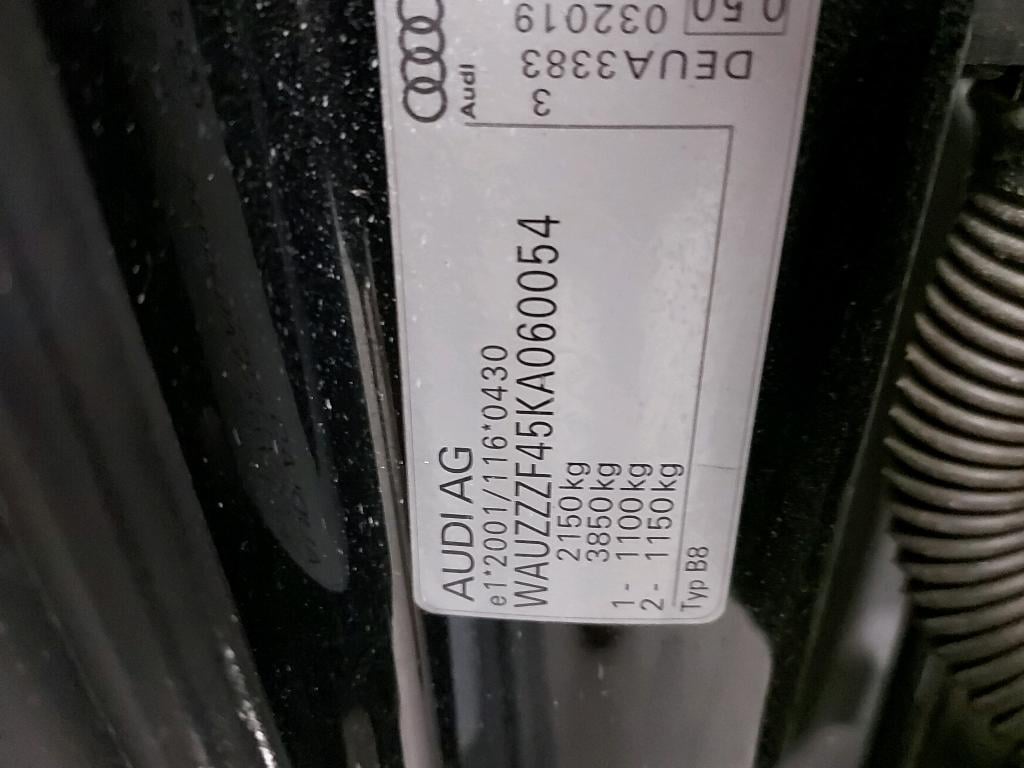 AUDI AG
e1*2001/116*0430
WAUZZZF45KA060054
2150kg
3850kg
1- 1100kg
2- 1150kg
Typ B8
Audi
3
DEUA3383
032019
0.50